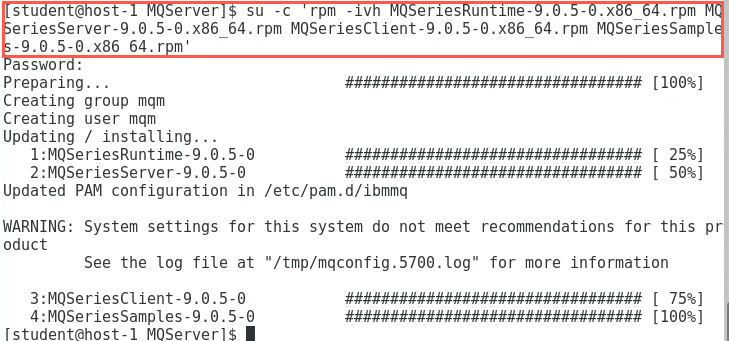 [student@host-1 MQServer]$ su -c 'rpm -ivh MQSeriesRuntime-9.0.5-0.x86_64.rpm MQ
SeriesServer-9.0.5-0.x86_64.rpm MQSeriesClient-9.0.5-0.x86_64.rpm MQSeriesSample
s-9.0.5-0.x86_64.rpm'
Password:
Preparing...                          ################################# [100%]
Creating group mqm
Creating user mqm
Updating / installing...
   1:MQSeriesRuntime-9.0.5-0          ################################# [ 25%]
   2:MQSeriesServer-9.0.5-0           ################################# [ 50%]
Updated PAM configuration in /etc/pam.d/ibmmq
WARNING: System settings for this system do not meet recommendations for this pr
oduct
         See the log file at "/tmp/mqconfig.5700.log" for more information
   3:MQSeriesClient-9.0.5-0           ################################# [ 75%]
   4:MQSeriesSamples-9.0.5-0          ################################# [100%]
[student@host-1 MQServer]$